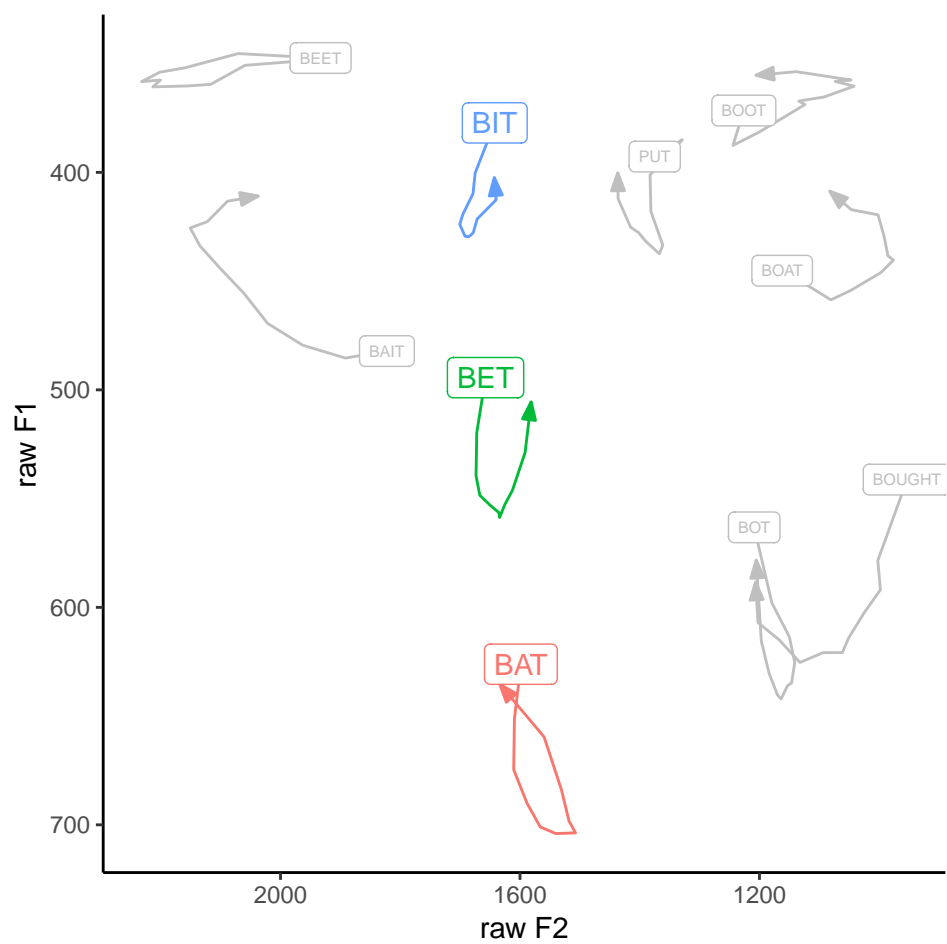 BEET
BIT
BOOT
PUT
400
BOAT
BAIT
BET
500
raw F1
BOUGHT
BOT
600
BAT
700
2000
1600
1200
raw F2